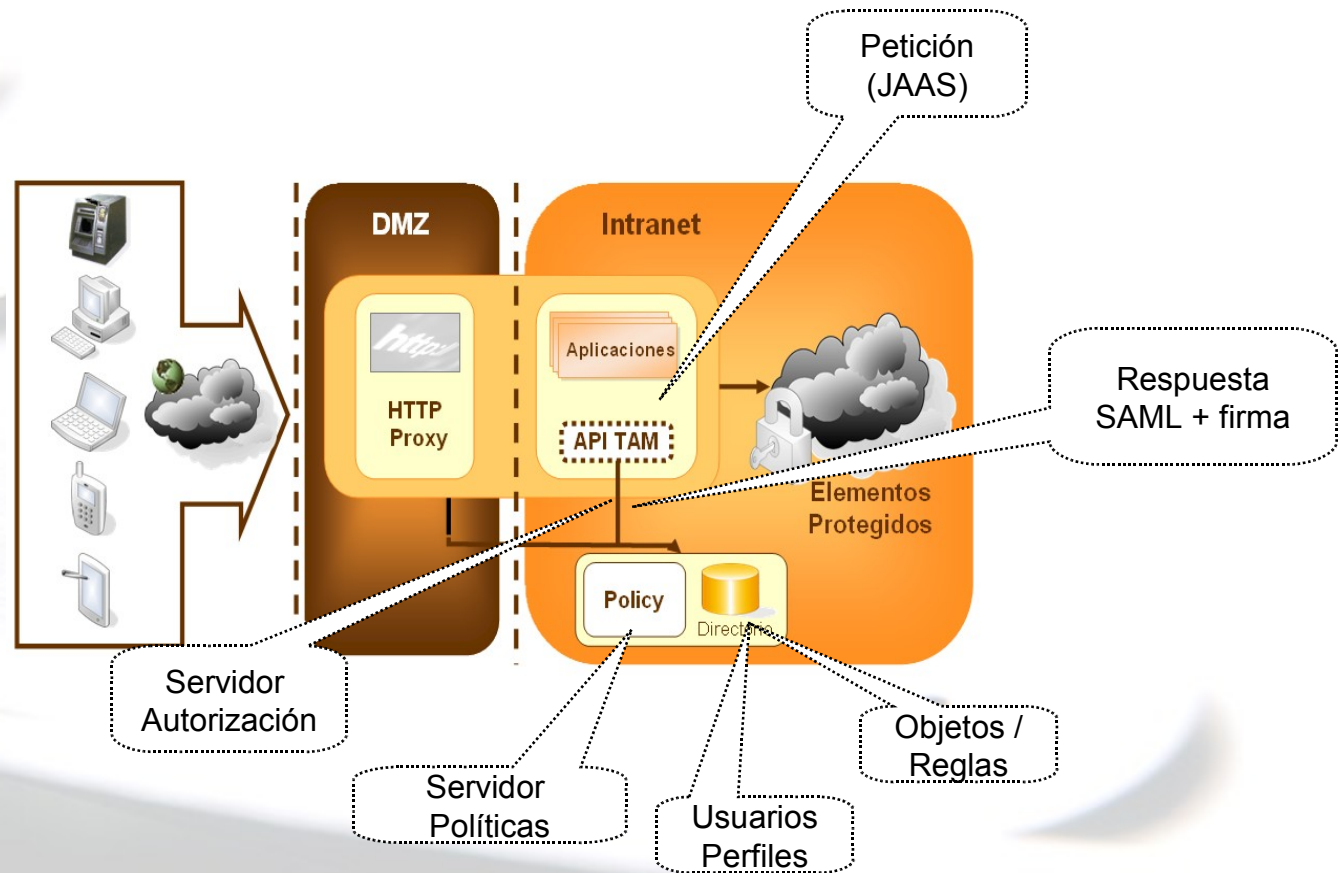 Petición
(JAAS)
DMZ
Intranet
http:/
Aplicaciones
HTTP
Proxy
API TAM
Respuesta
SAML + firma
Elementos
Protegidos
Policy
Directorio
Servidor
Autorización
Servidor
Políticas
Usuarios
Perfiles
Objetos /
Reglas